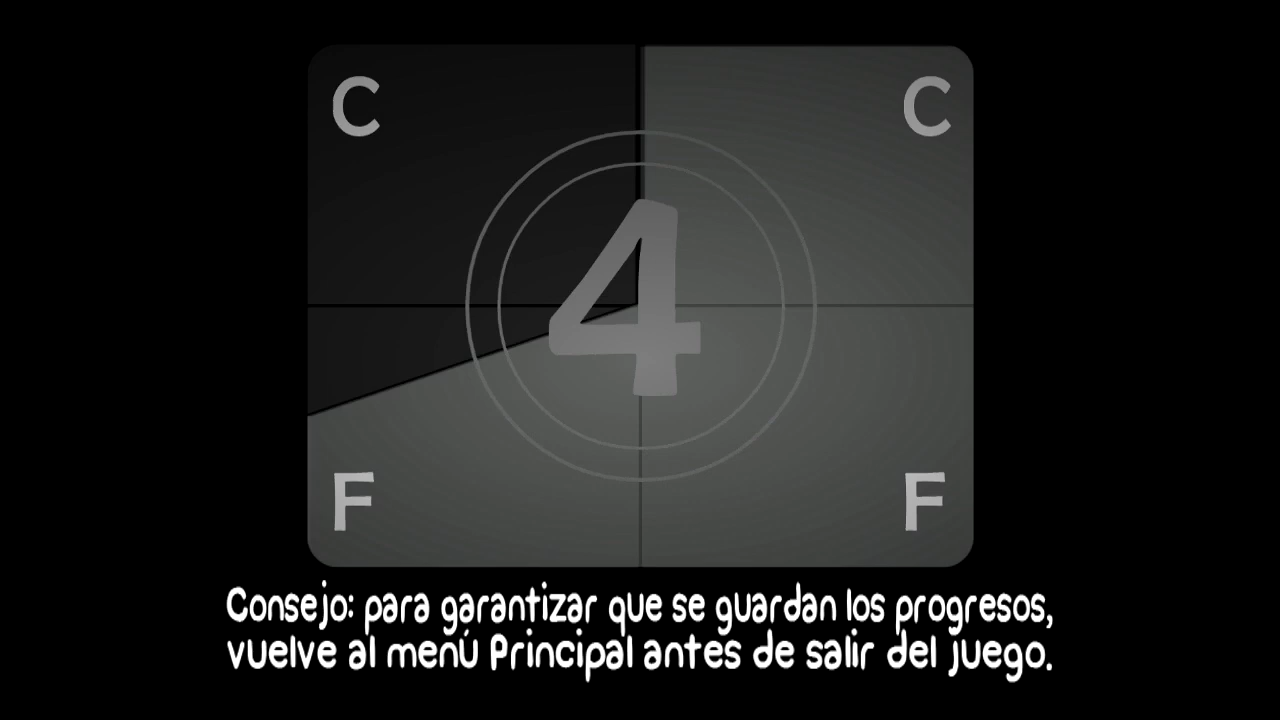 C C
4
F F
Consejo: para garantizar que se guardan los progresos,
vuelve al menú Principal antes de salir del juego.